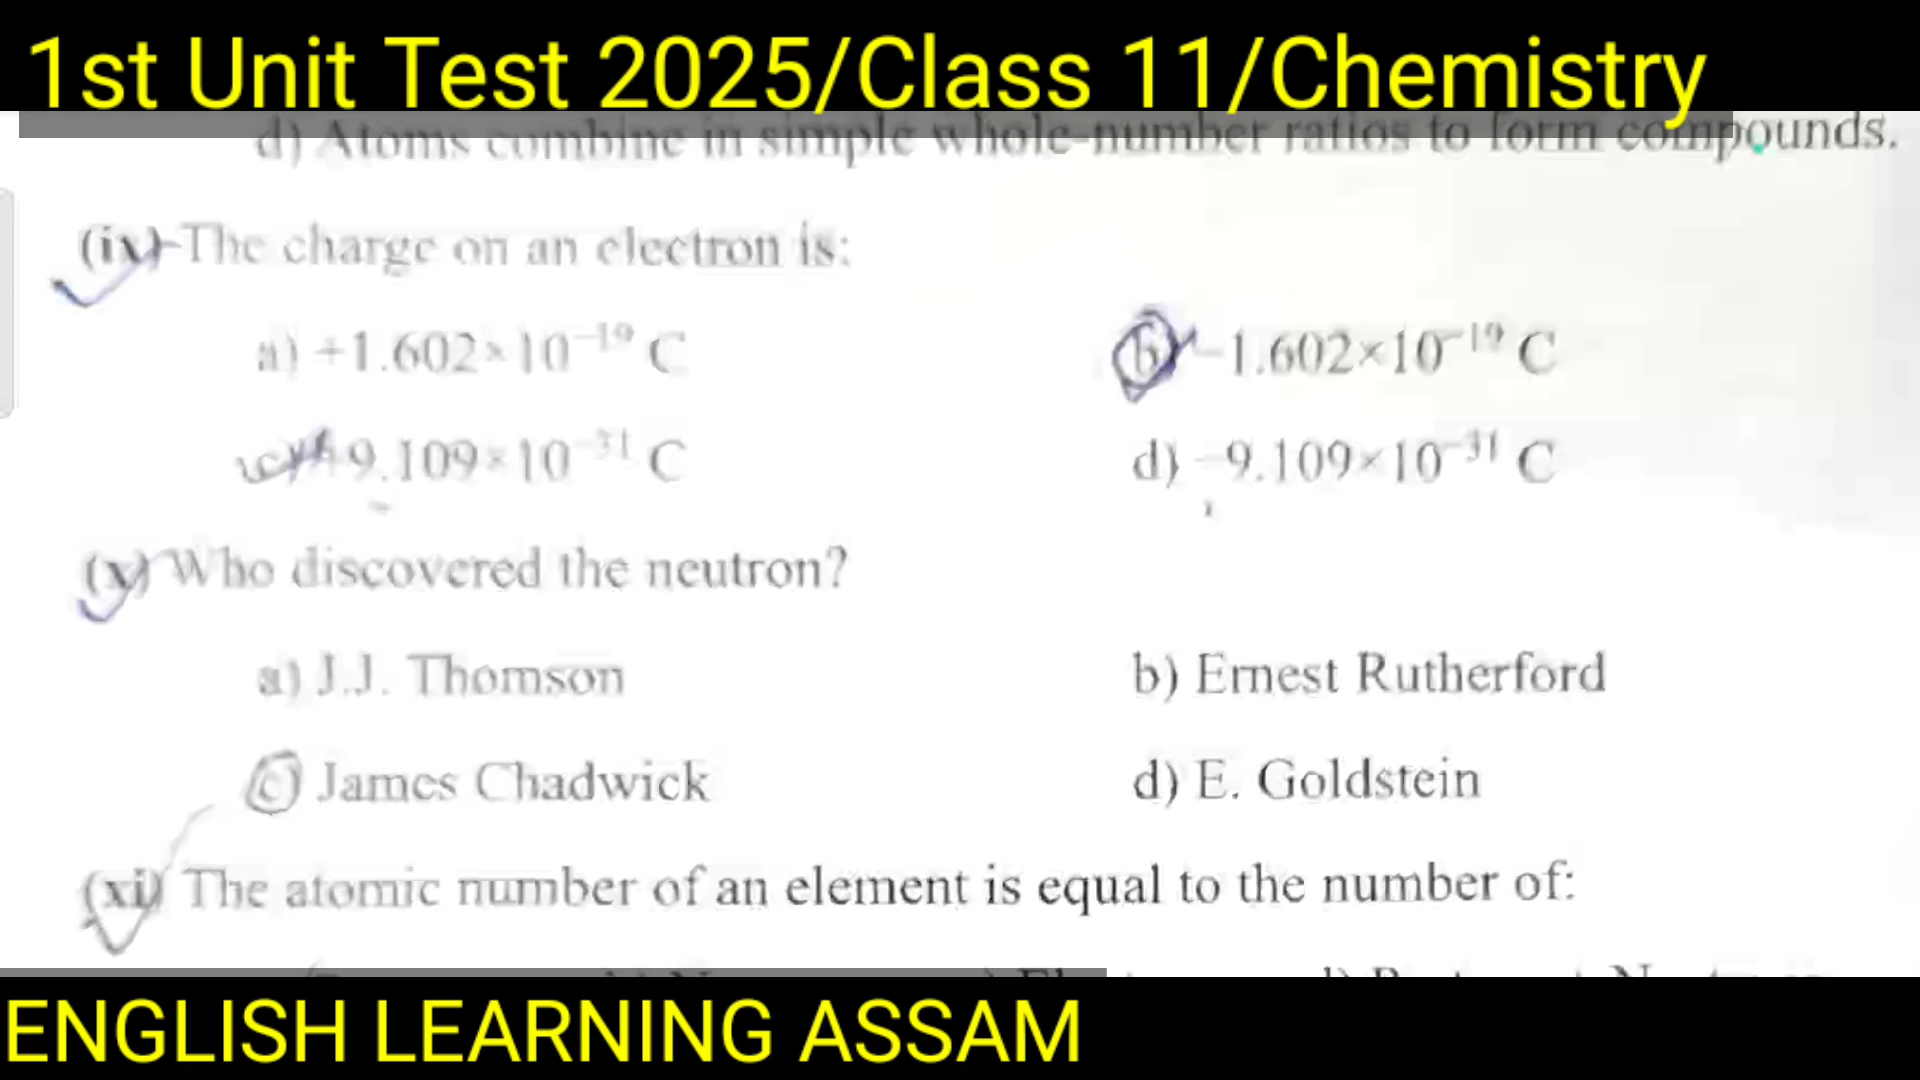 1st Unit Test 2025/Class 11/Chemistry
d) Atoms combine in simple whole-number ratios to form compounds.
(ix) The charge on an electron is:
a) +1.602×10⁻¹⁹ C b) -1.602×10⁻¹⁹ C
c) +9.109×10⁻³¹ C d) -9.109×10⁻³¹ C
(x) Who discovered the neutron?
a) J.J. Thomson b) Ernest Rutherford
c) James Chadwick d) E. Goldstein
(xi) The atomic number of an element is equal to the number of:
ENGLISH LEARNING ASSAM